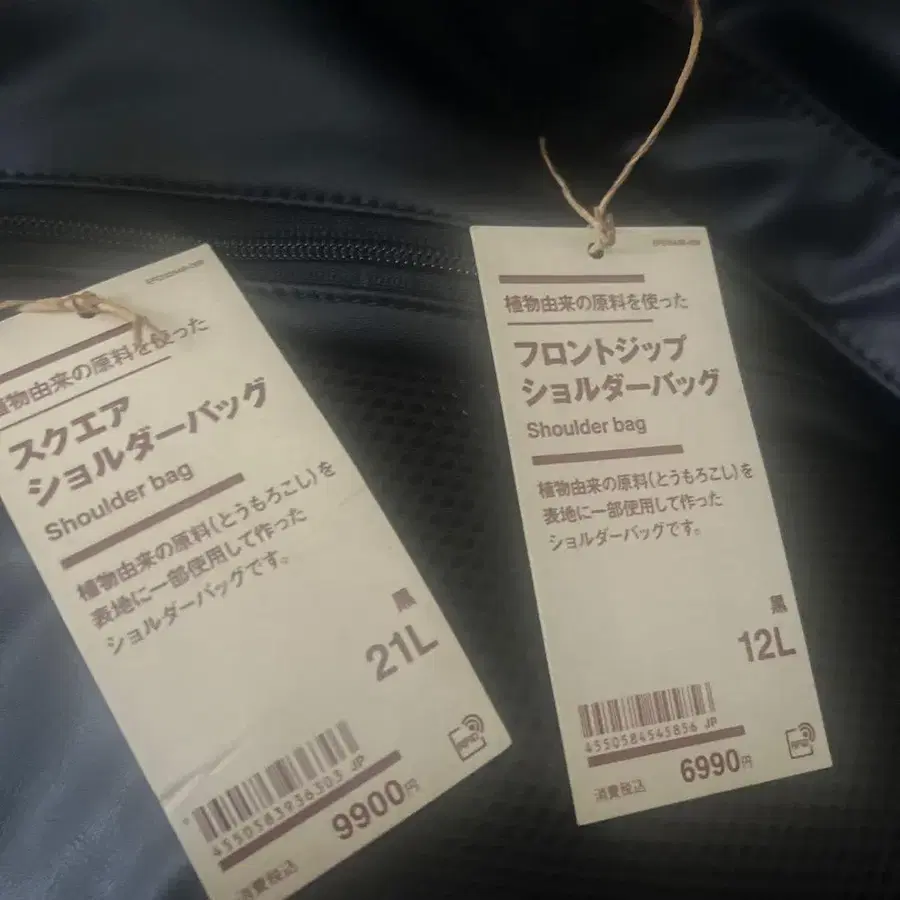 植物由来の原料を使った
スクエア
ショルダーバッグ
Shoulder bag
植物由来の原料(とうもろこし)を
表地に一部使用して作った
ショルダーバッグです。
黒
21L
4550583936303 JP
9900円
消費税込
RFID
植物由来の原料を使った
フロントジップ
ショルダーバッグ
Shoulder bag
植物由来の原料(とうもろこし)を
表地に一部使用して作った
ショルダーバッグです。
黒
12L
4550584545856 JP
6990円
消費税込
RFID